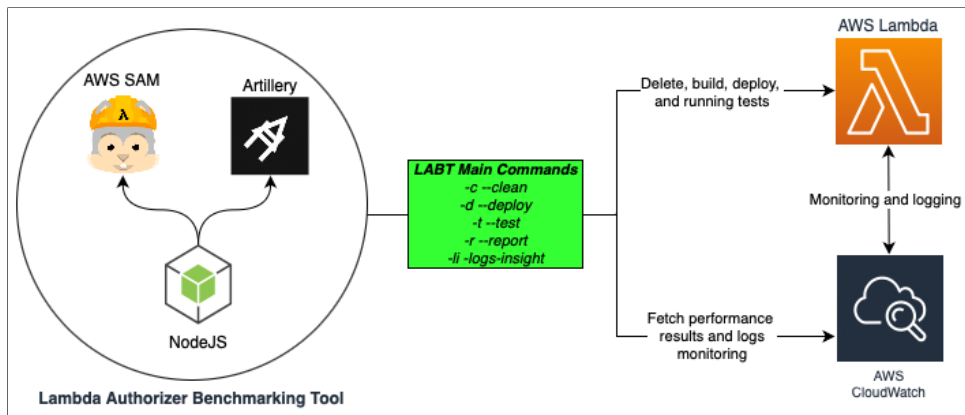 AWS SAM
λ
Artillery
NodeJS
Lambda Authorizer Benchmarking Tool
LABT Main Commands
-c --clean
-d --deploy
-t --test
-r --report
-li -logs-insight
Delete, build, deploy,
and running tests
Fetch performance
results and logs
monitoring
AWS Lambda
Monitoring and logging
AWS
CloudWatch